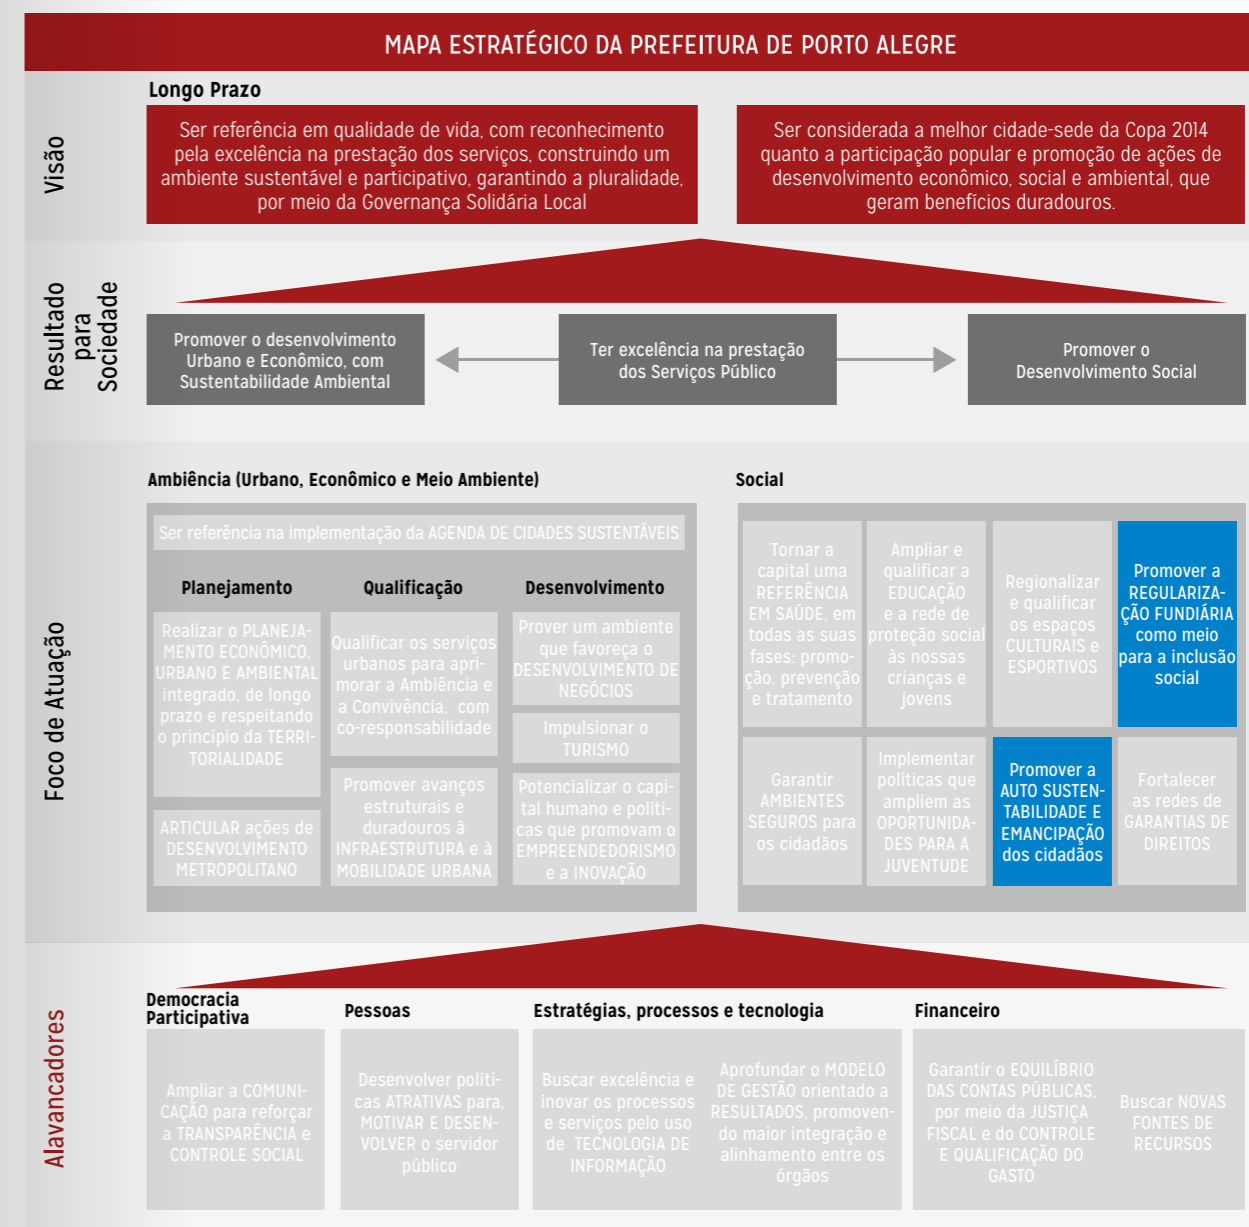 MAPA ESTRATÉGICO DA PREFEITURA DE PORTO ALEGRE
Visão
Longo Prazo
Ser referência em qualidade de vida, com reconhecimento
pela excelência na prestação dos serviços, construindo um
ambiente sustentável e participativo, garantindo a pluralidade,
por meio da Governança Solidária Local
Ser considerada a melhor cidade-sede da Copa 2014
quanto a participação popular e promoção de ações de
desenvolvimento econômico, social e ambiental, que
geram benefícios duradouros.
Resultado
para
Sociedade
Promover o desenvolvimento
Urbano e Econômico, com
Sustentabilidade Ambiental
Ter excelência na prestação
dos Serviços Público
Promover o
Desenvolvimento Social
Foco de Atuação
Ambiência (Urbano, Econômico e Meio Ambiente)
Ser referência na implementação da AGENDA DE CIDADES SUSTENTÁVEIS
Planejamento
Realizar o PLANEJA-
MENTO ECONÔMICO,
URBANO E AMBIENTAL
integrado, de longo
prazo e respeitando
o principio da TERRI-
TORIALIDADE
ARTICULAR ações de
DESENVOLVIMENTO
METROPOLITANO
Qualificação
Qualificar os serviços
urbanos para apri-
morar a Ambiência e
a Convivência, com
co-responsabilidade
Promover avanços
estruturais e
duradouros à
INFRAESTRUTURA e à
MOBILIDADE URBANA
Desenvolvimento
Prover um ambiente
que favoreça o
DESENVOLVIMENTO DE
NEGÓCIOS
Impulsionar o
TURISMO
Potencializar o capi-
tal humano e politi-
cas que promovam o
EMPREENDEDORISMO
e a INOVAÇÃO
Social
Tornar a
capital uma
REFERÊNCIA
EM SAÚDE, em
todas as suas
fases: promo-
ção, prevenção
e tratamento
Ampliar e
qualificar a
EDUCAÇÃO
e a rede de
proteção social
às nossas
crianças e
jovens
Regionalizar
e qualificar
os espaços
CULTURAIS e
ESPORTIVOS
Promover a
REGULARIZA-
ÇÃO FUNDIÁRIA
como meio
para a inclusão
social
Garantir
AMBIENTES
SEGUROS para
os cidadãos
Implementar
politicas que
ampliem as
OPORTUNIDA-
DES PARA A
JUVENTUDE
Promover a
AUTO SUSTEN-
TABILIDADE E
EMANCIPAÇÃO
dos cidadãos
Fortalecer
as redes de
GARANTIAS DE
DIREITOS
Alavancadores
Democracia
Participativa
Ampliar a COMUNI-
CAÇÃO para reforçar
a TRANSPARÊNCIA e
CONTROLE SOCIAL
Pessoas
Desenvolver politi-
cas ATRATIVAS para,
MOTIVAR E DESEN-
VOLVER o servidor
público
Estratégias, processos e tecnologia
Buscar excelência e
inovar os processos
e serviços pelo uso
de TECNOLOGIA DE
INFORMAÇÃO
Aprofundar o MODELO
DE GESTÃO orientado a
RESULTADOS, promoven-
do maior integração e
alinhamento entre os
órgãos
Financeiro
Garantir o EQUILÍBRIO
DAS CONTAS PÚBLICAS,
por meio da JUSTIÇA
FISCAL e do CONTROLE
E QUALIFICAÇÃO DO
GASTO
Buscar NOVAS
FONTES DE
RECURSOS